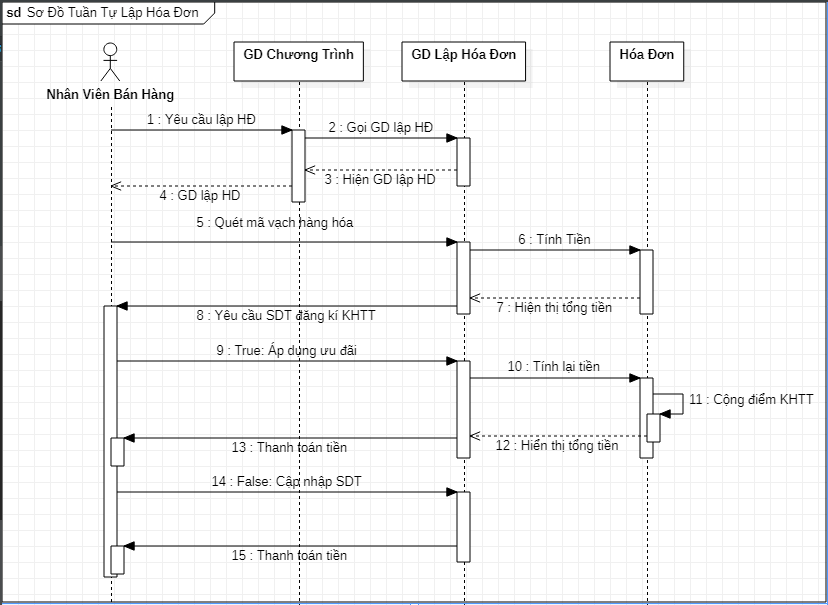 sd Sơ Đồ Tuần Tự Lập Hóa Đơn
GD Chương Trình
GD Lập Hóa Đơn
Hóa Đơn
Nhân Viên Bán Hàng
1 : Yêu cầu lập HĐ
2 : Gọi GD lập HĐ
3 : Hiện GD lập HD
4 : GD lập HD
5 : Quét mã vạch hàng hóa
6 : Tính Tiền
7 : Hiện thị tổng tiền
8 : Yêu cầu SDT đăng kí KHTT
9 : True: Áp dụng ưu đãi
10 : Tính lại tiền
11 : Cộng điểm KHTT
12 : Hiển thị tổng tiền
13 : Thanh toán tiền
14 : False: Cập nhập SDT
15 : Thanh toán tiền